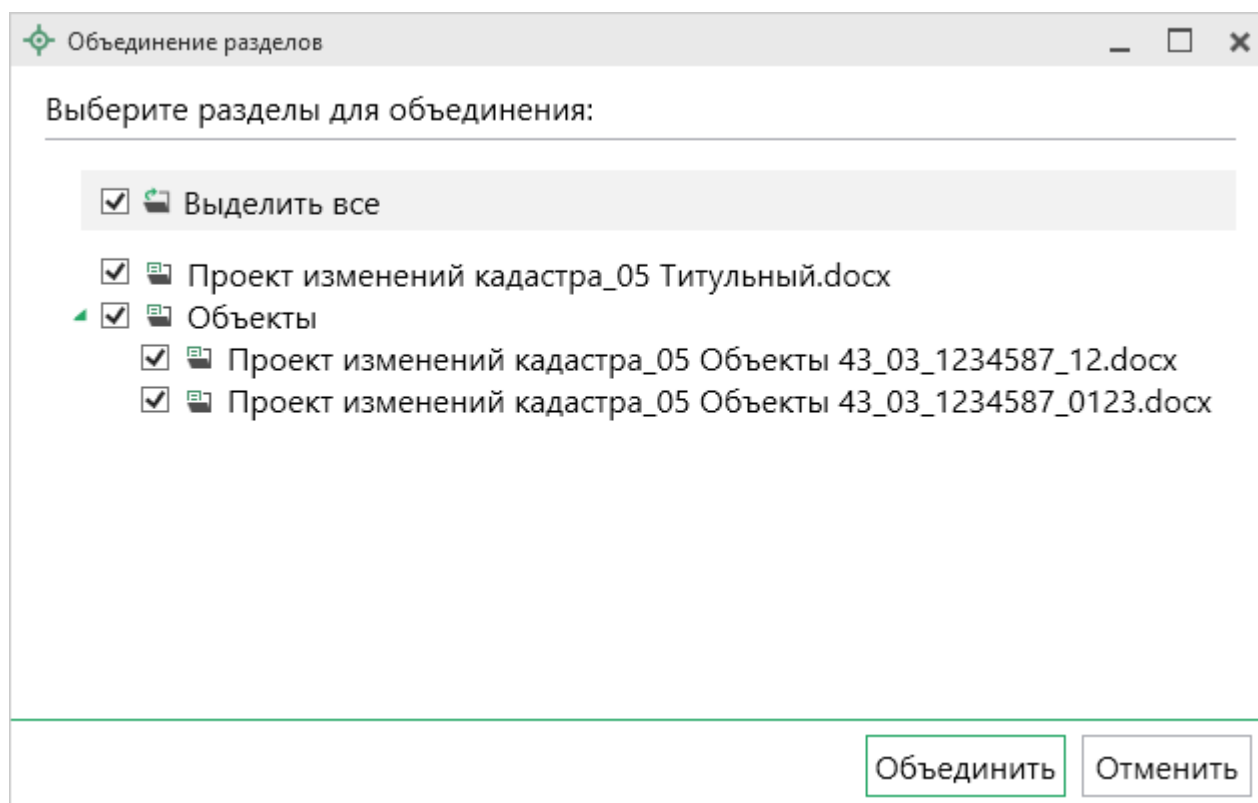 Объединение разделов
Выберите разделы для объединения:
Выделить все
Проект изменений кадастра_05 Титульный.docx
Объекты
Проект изменений кадастра_05 Объекты 43_03_1234587_12.docx
Проект изменений кадастра_05 Объекты 43_03_1234587_0123.docx
Объединить Отменить